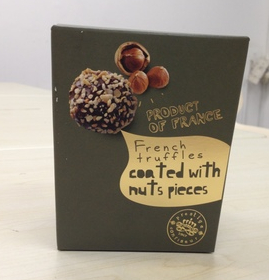 PRODUCT
OF FRANCE
French
truffles
coated with
nuts pieces